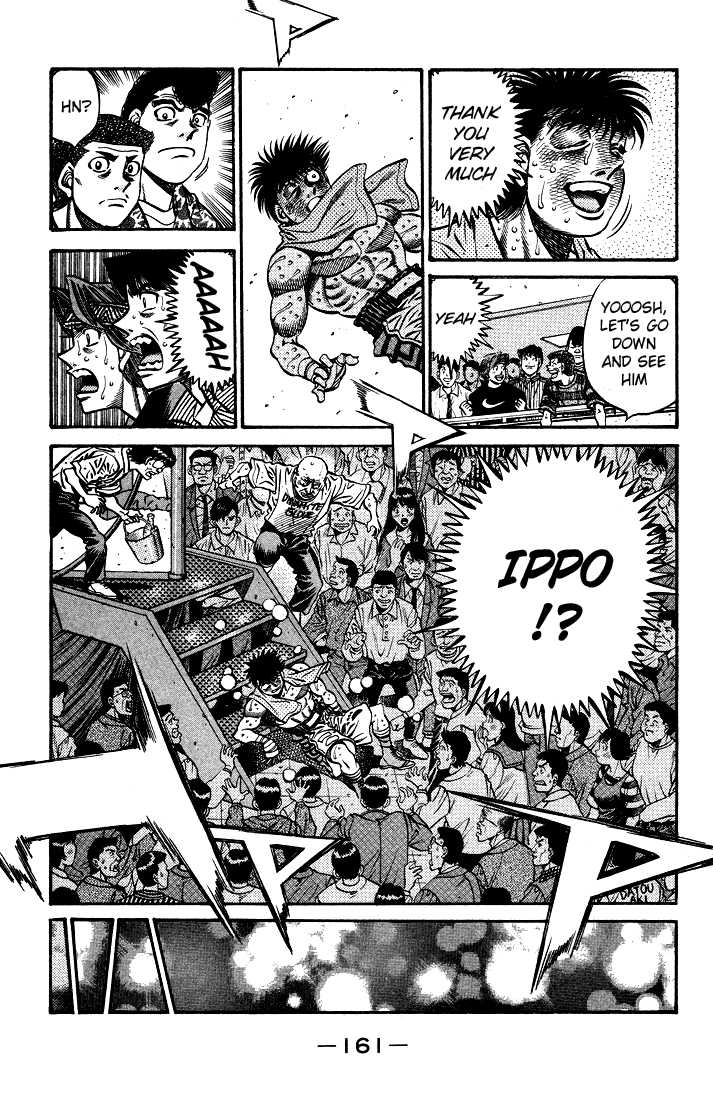 THANK
YOU
VERY
MUCH
HN?
YOOOSH,
LET'S GO
DOWN
AND SEE
HIM
YEAH
AAAAAH
IPPO
!?
—161—